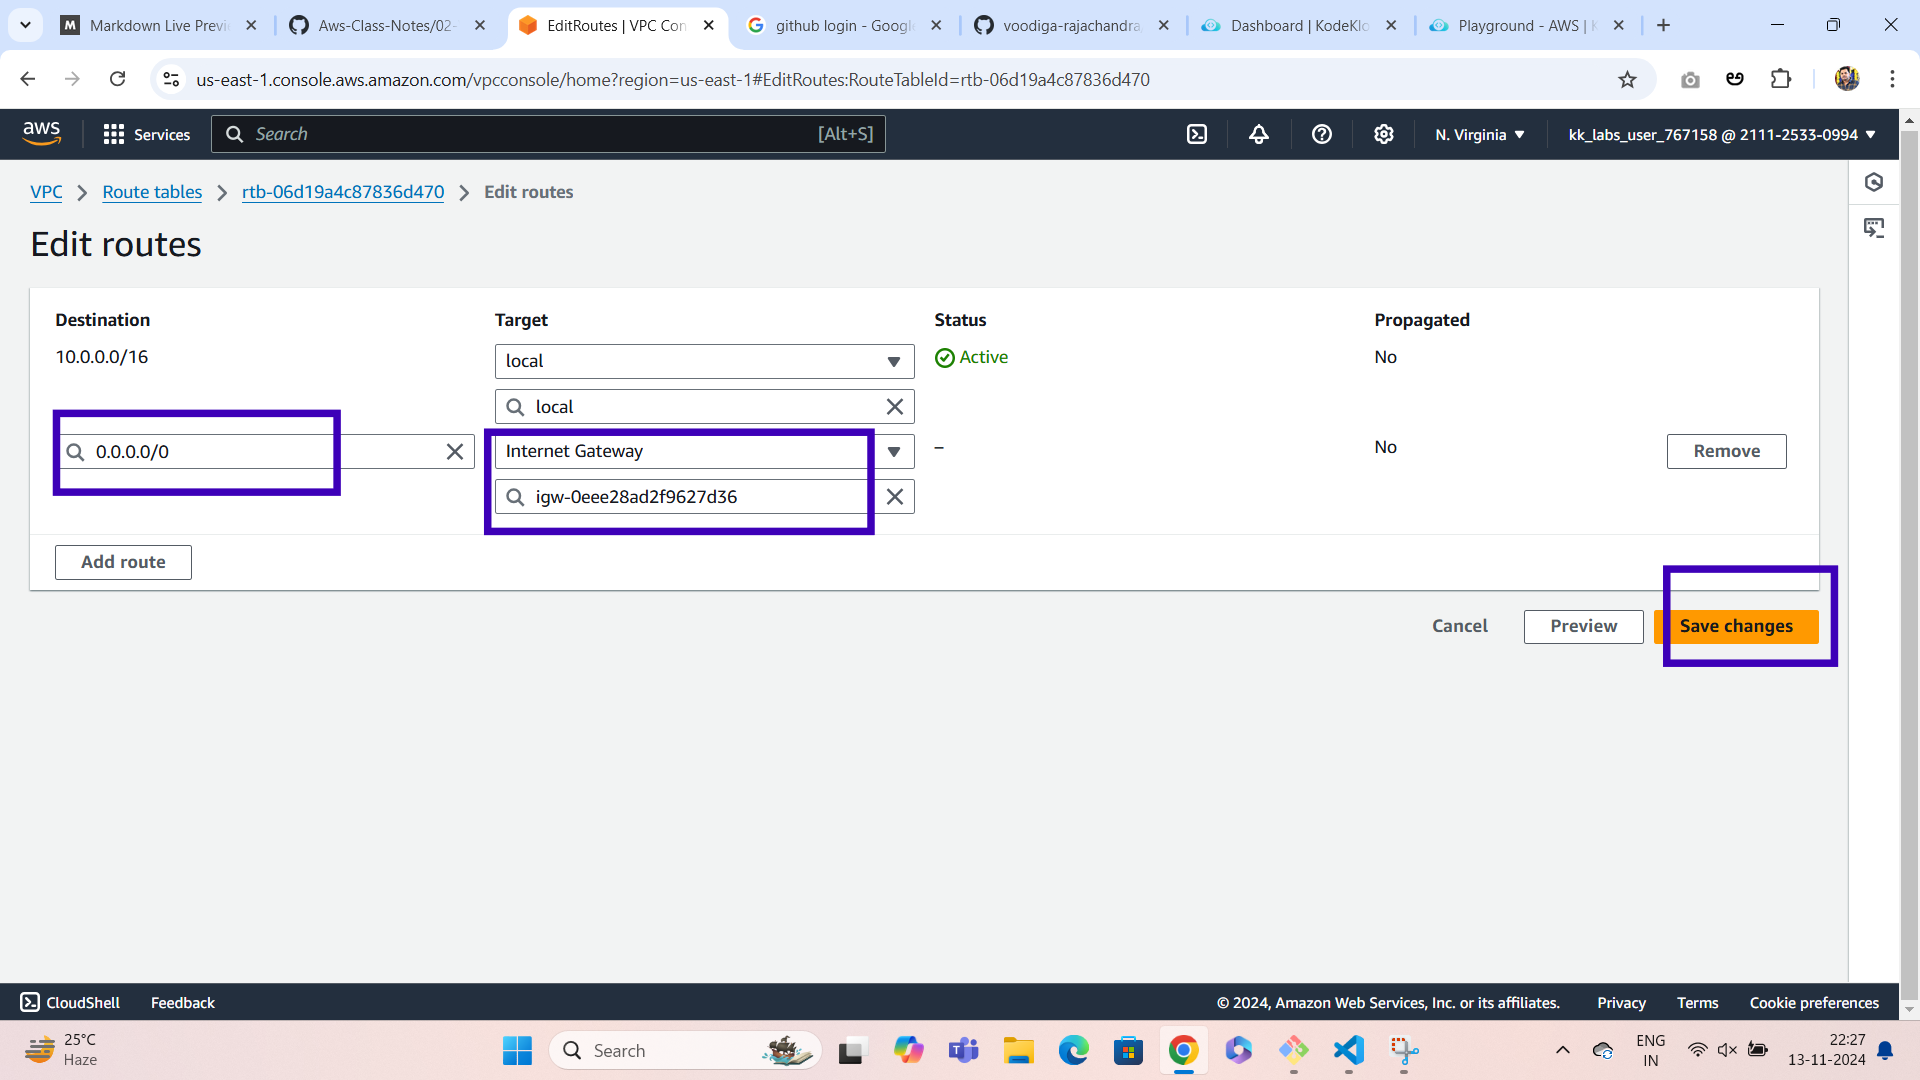 Markdown Live Previ
Aws-Class-Notes/02-
EditRoutes | VPC Con
github login - Google
voodiga-rajachandra
Dashboard | KodeKlo
Playground - AWS | K
us-east-1.console.aws.amazon.com/vpcconsole/home?region=us-east-1#EditRoutes:RouteTableId=rtb-06d19a4c87836d470
aws
Services
Search
[Alt+S]
N. Virginia
kk_labs_user_767158 @ 2111-2533-0994
VPC
Route tables
rtb-06d19a4c87836d470
Edit routes
Edit routes
Destination
Target
Status
Propagated
10.0.0.0/16
local
Active
No
local
0.0.0.0/0
Internet Gateway
–
No
Remove
igw-0eee28ad2f9627d36
Add route
Cancel
Preview
Save changes
CloudShell
Feedback
© 2024, Amazon Web Services, Inc. or its affiliates.
Privacy
Terms
Cookie preferences
25°C
Haze
Search
ENG
IN
22:27
13-11-2024